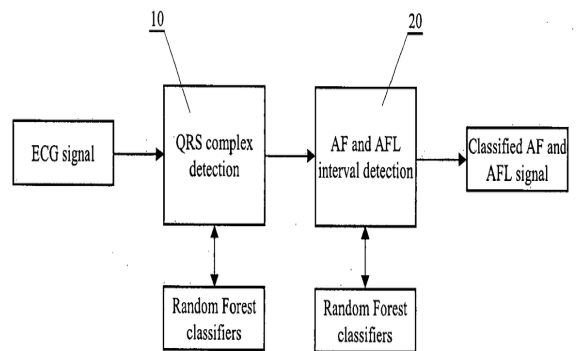 10
20
ECG signal
QRS complex
detection
AF and AFL
interval detection
Classified AF and
AFL signal
Random Forest
classifiers
Random Forest
classifiers